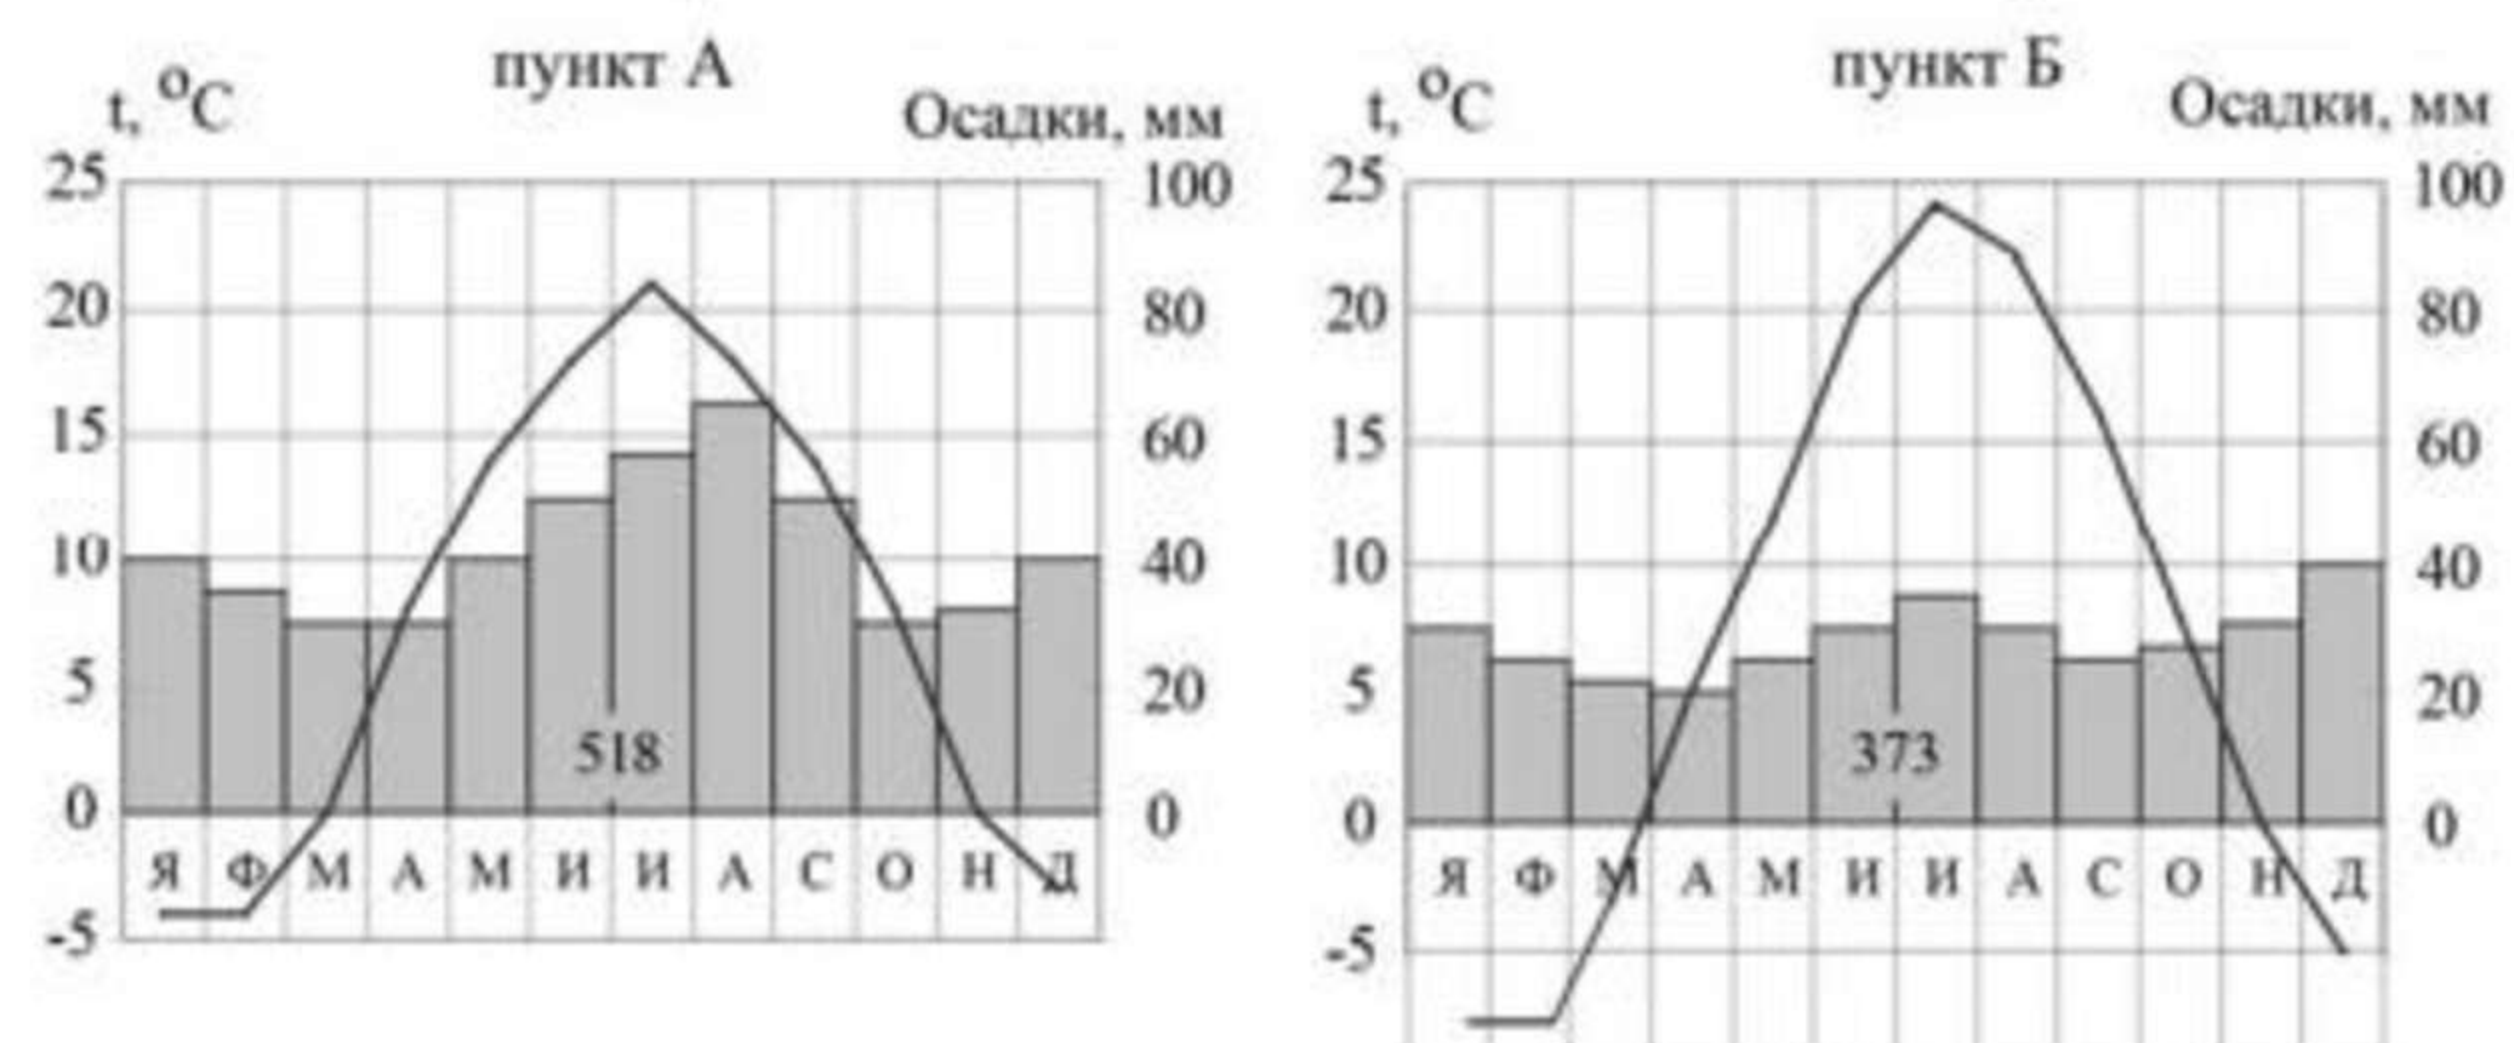 пункт А
t, °C
Осадки, мм
25 100
20 80
15 60
10 40
5 20
0 0
-5
518
Я Ф М А М И И А С О Н Д
пункт Б
t, °C
Осадки, мм
25 100
20 80
15 60
10 40
5 20
0 0
-5
373
Я Ф М А М И И А С О Н Д